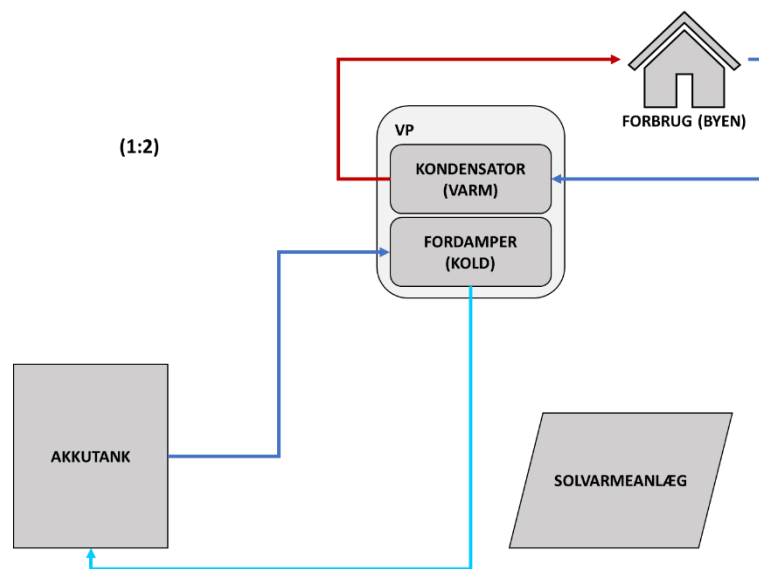 FORBRUG (BYEN)
VP
(1:2)
KONDENSATOR
(VARM)
FORDAMPER
(KOLD)
AKKUTANK
SOLVARMEANLÆG